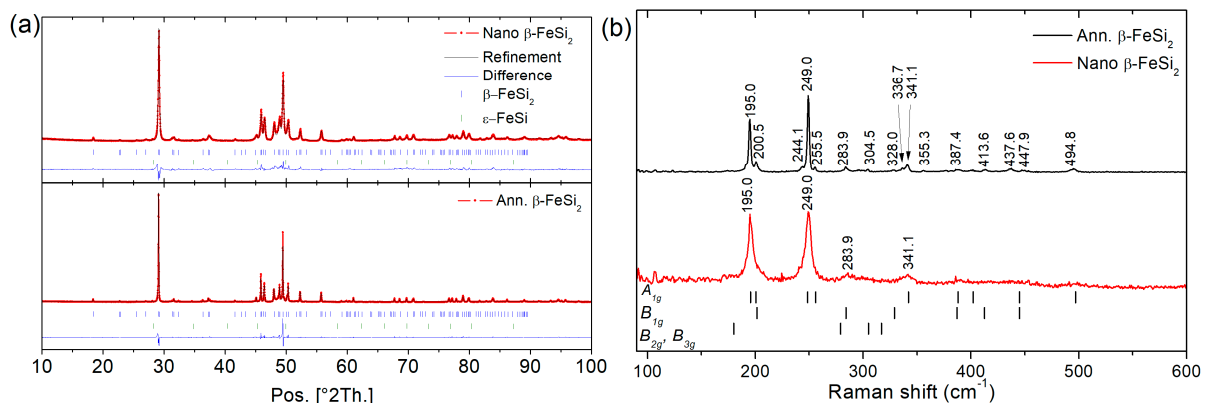 (a)
Nano β-FeSi2
Refinement
Difference
β-FeSi2
ε-FeSi
Ann. β-FeSi2
10 20 30 40 50 60 70 80 90 100
Pos. [°2Th.]
(b)
Ann. β-FeSi2
Nano β-FeSi2
195.0
200.5
244.1
249.0
255.5
283.9
304.5
328.0
336.7
341.1
355.3
387.4
413.6
437.6
447.9
494.8
195.0
249.0
283.9
341.1
A1g
B1g
B2g, B3g
100 200 300 400 500 600
Raman shift (cm-1)